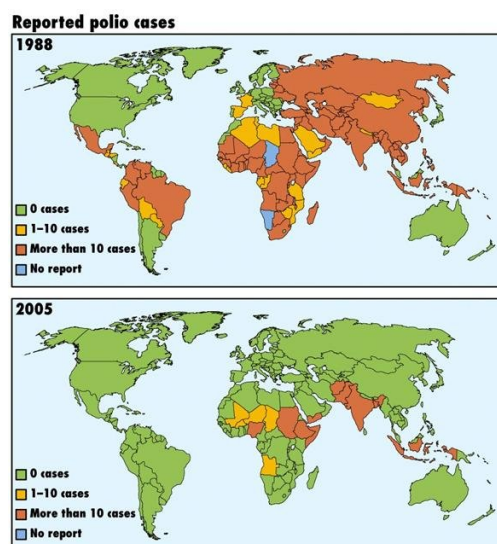 Reported polio cases
1988
0 cases
1–10 cases
More than 10 cases
No report
2005
0 cases
1–10 cases
More than 10 cases
No report